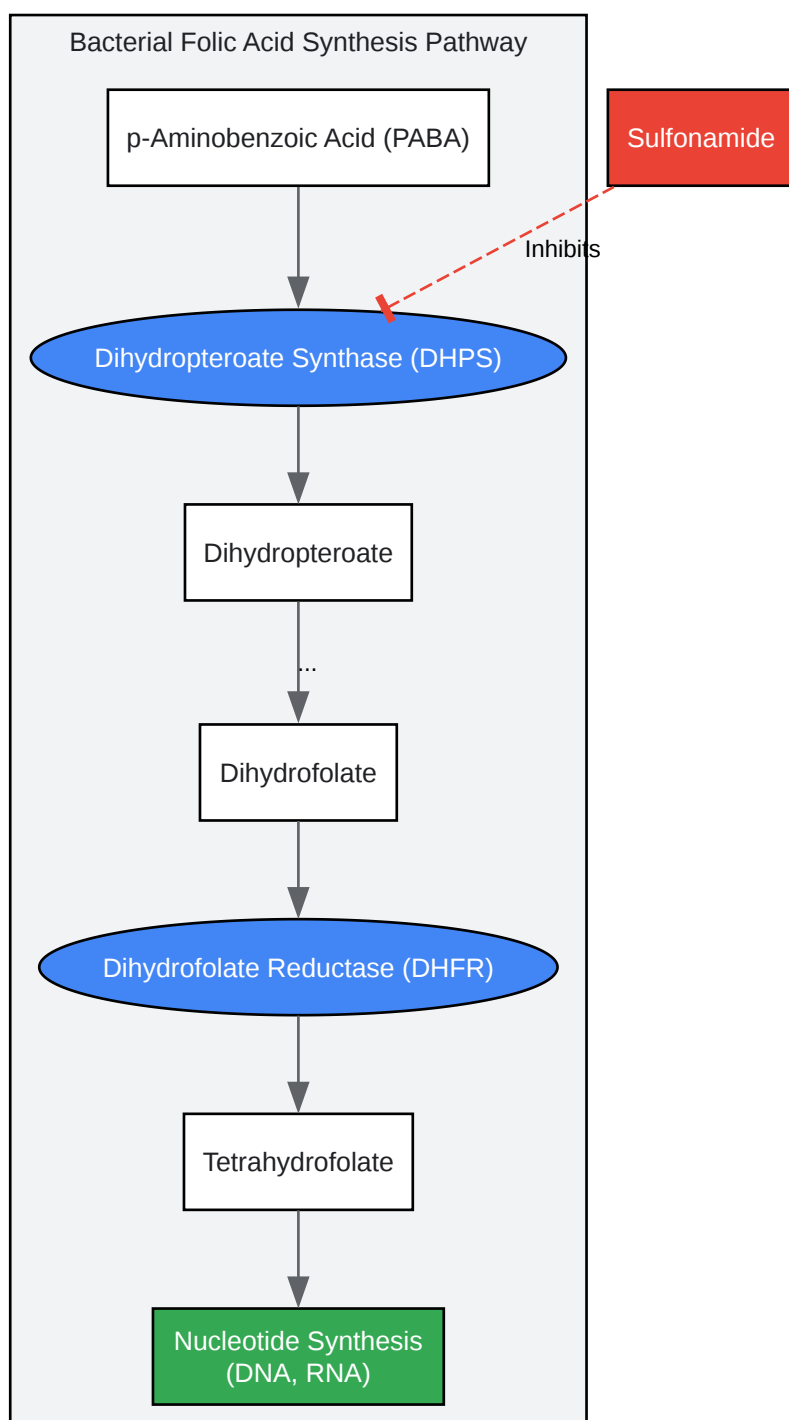 Bacterial Folic Acid Synthesis Pathway
p-Aminobenzoic Acid (PABA)
Sulfonamide
Inhibits
Dihydropteroate Synthase (DHPS)
Dihydropteroate
...
Dihydrofolate
Dihydrofolate Reductase (DHFR)
Tetrahydrofolate
Nucleotide Synthesis
(DNA, RNA)